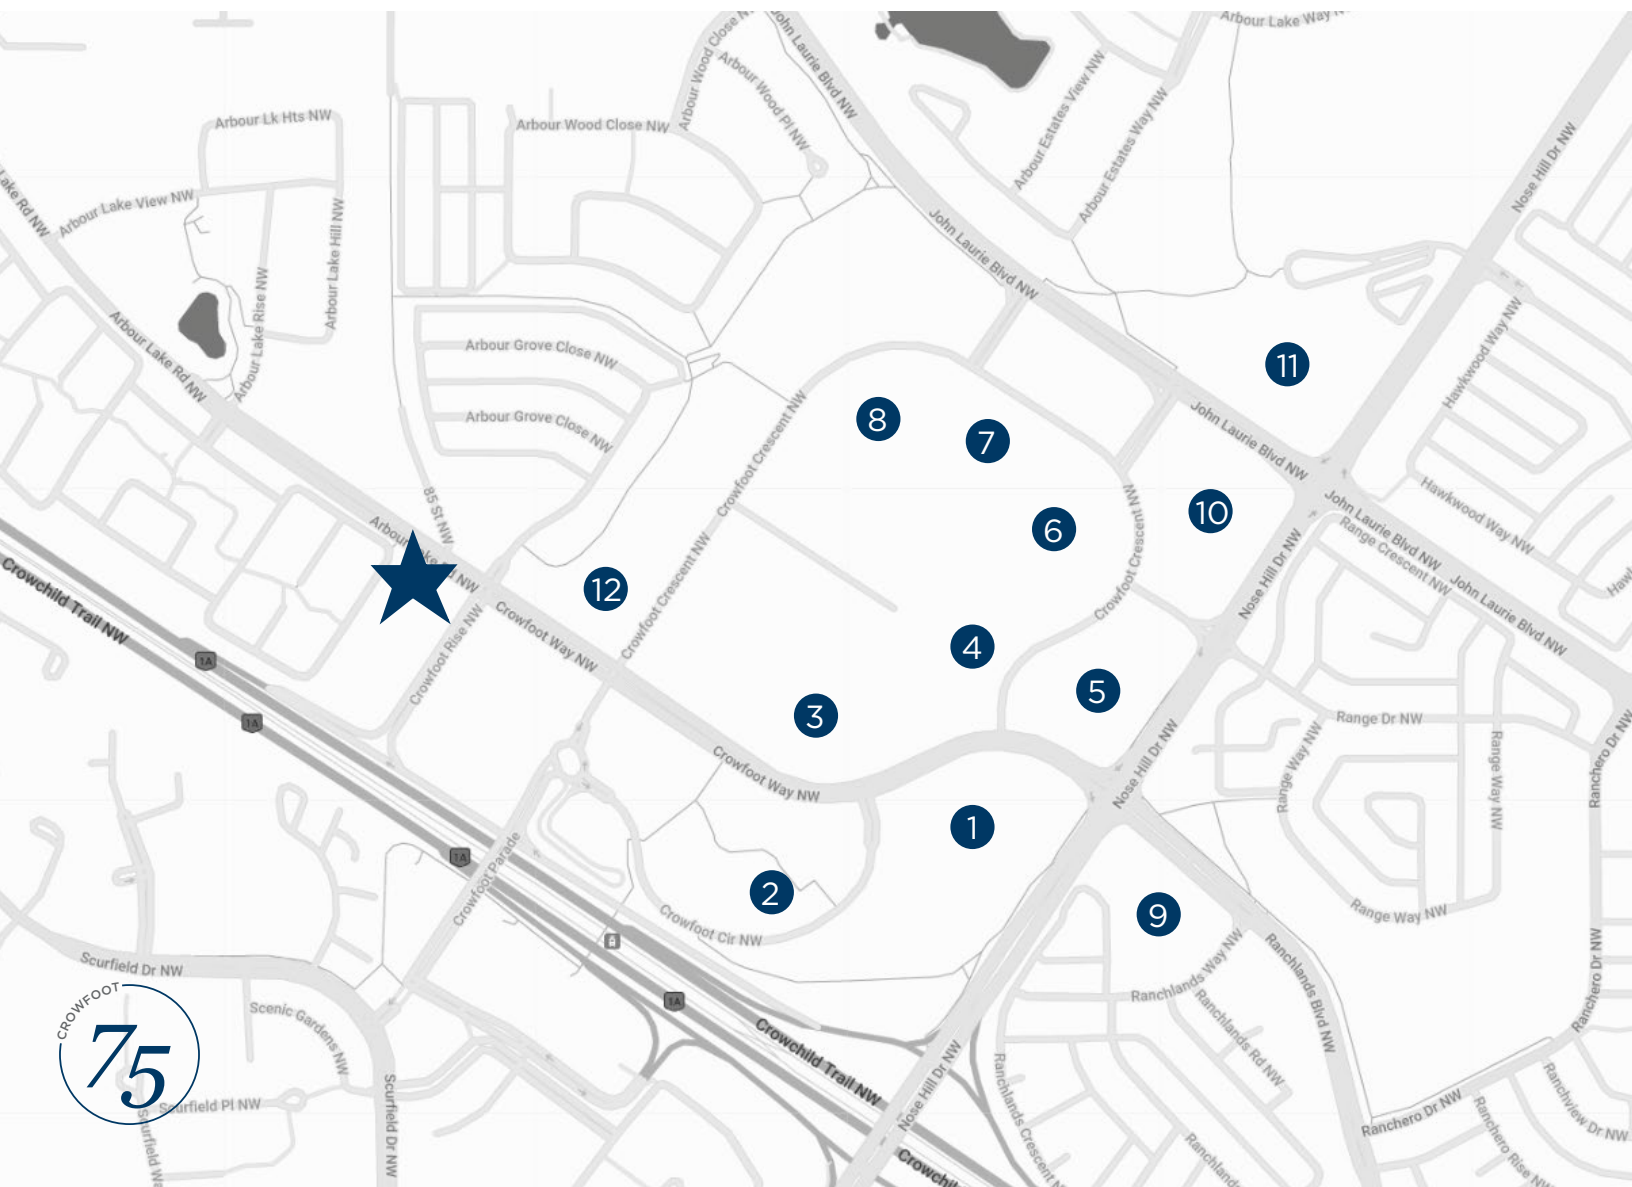 Arbour Lake Way N
John Laurie Blvd NW
Arbour Wood Close N
Arbour Wood Pl NW
Arbour Estates View NW
Arbour Estates Way NW
Nose Hill Dr NW
Arbour Lk Hts NW
Arbour Wood Close NW
Lake Rd NW
Arbour Lake View NW
Arbour Lake Hill NW
Arbour Lake Rise NW
John Laurie Blvd NW
Arbour Lake Rd NW
Arbour Grove Close NW
Arbour Grove Close NW
Hawkwood Way NW
11
8
7
Crowfoot Crescent NW
John Laurie Blvd NW
Hawkwood Way NW
85 St NW
10
6
Crowfoot Crescent NW
John Laurie Blvd NW
Range Crescent NW
Nose Hill Dr NW
John Laurie Blvd NW
Crowchild Trail NW
12
Crowfoot Crescent NW
Crowfoot Way NW
Crowfoot Rise NW
4
5
3
1A
1A
Range Dr NW
Range Way NW
Range Way NW
Ranchero Dr NW
Nose Hill Dr NW
Crowfoot Way NW
1
1A
Crowfoot Parade
2
9
Crowfoot Cir NW
Range Way NW
Ranchlands Way NW
Ranchlands Blvd NW
Ranchero Dr NW
Scurfield Dr NW
1A
Ranchlands Rd NW
CROWFOOT
75
Scenic Gardens NW
Crowchild Trail NW
Nose Hill Dr NW
Ranchlands Crescent N
Scurfield Pl NW
Scurfield Dr NW
Scurfield Wa
Ranchero Dr NW
Ranchview Dr NW
Ranchero Rise NW
Ranchlands
Crowchil